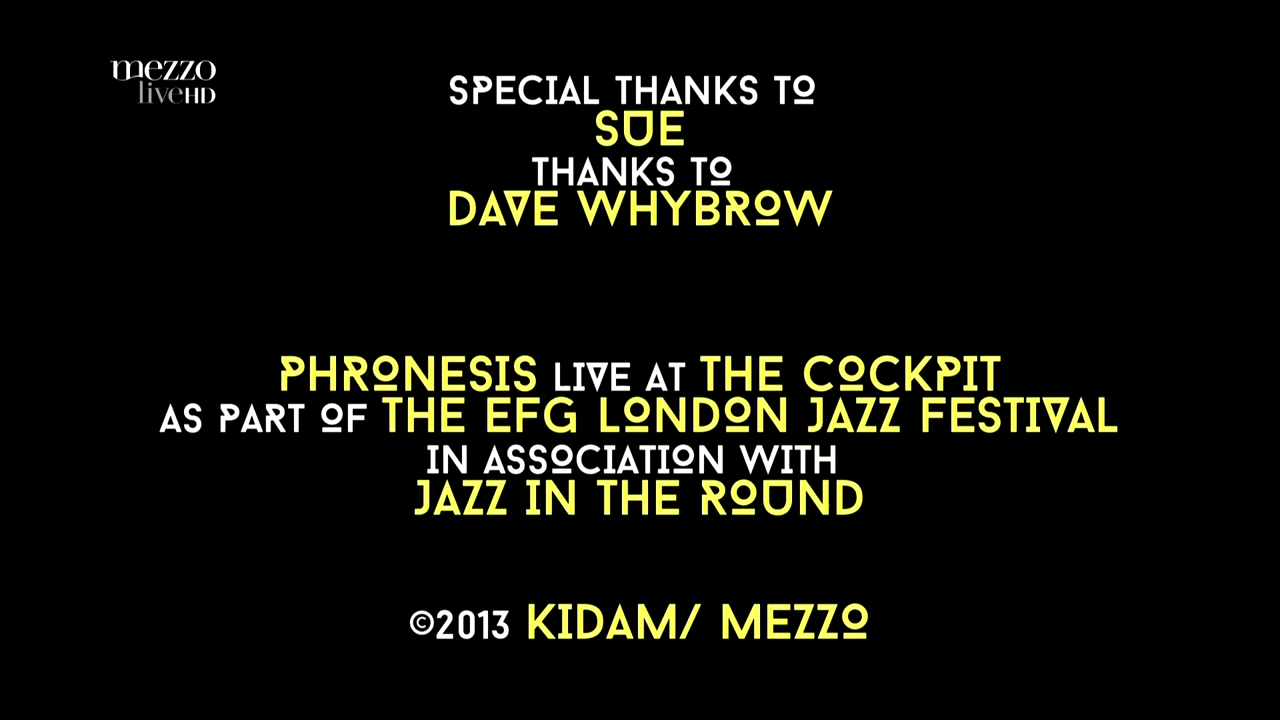 mezzo
liveHD
SPECIAL THANKS TO
SUE
THANKS TO
DAVE WHYBROW
PHRONESIS LIVE AT THE COCKPIT
AS PART OF THE EFG LONDON JAZZ FESTIVAL
IN ASSOCIATION WITH
JAZZ IN THE ROUND
©2013 KIDAM/ MEZZO